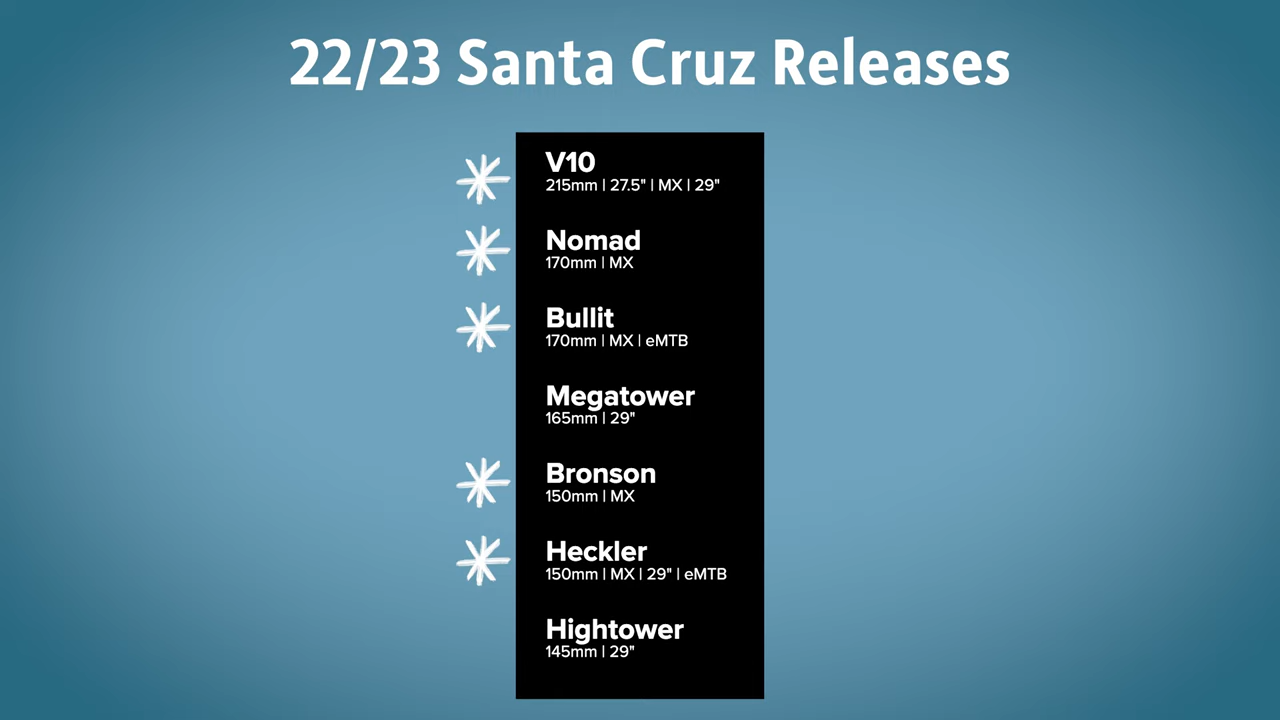 22/23 Santa Cruz Releases
V10
215mm | 27.5" | MX | 29"
Nomad
170mm | MX
Bullit
170mm | MX | eMTB
Megatower
165mm | 29"
Bronson
150mm | MX
Heckler
150mm | MX | 29" | eMTB
Hightower
145mm | 29"